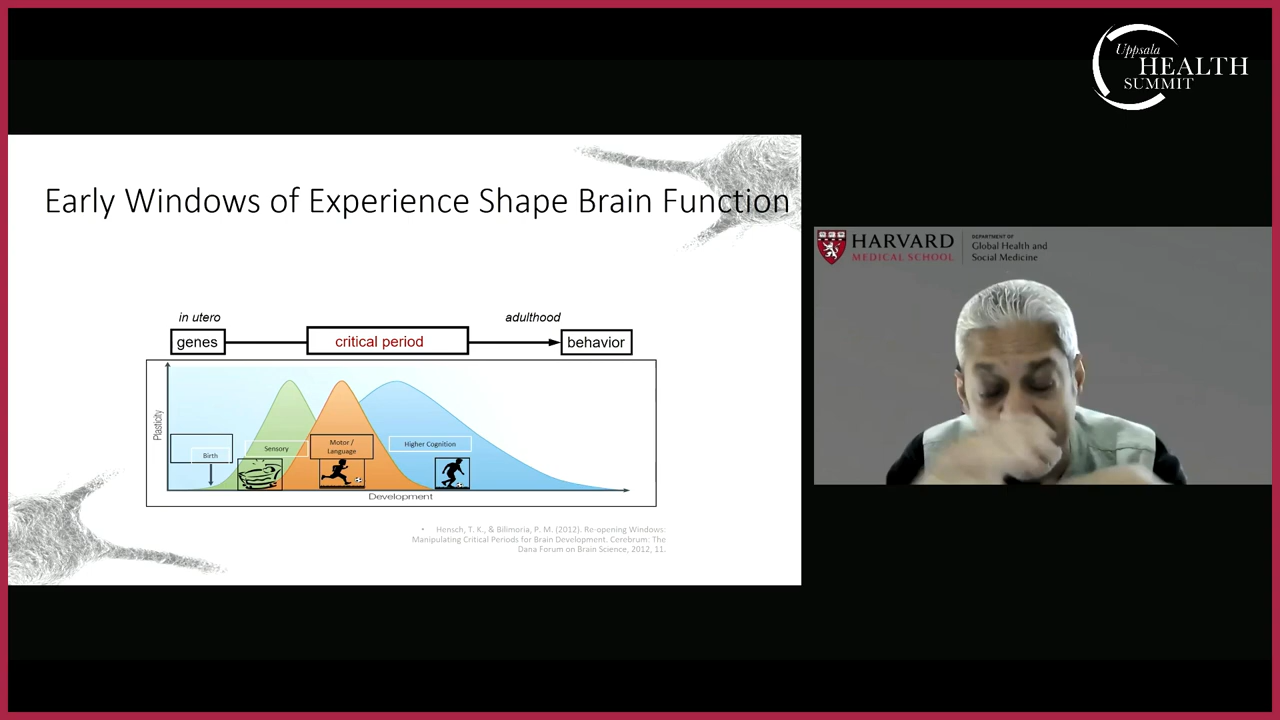 Uppsala
HEALTH
SUMMIT
Early Windows of Experience Shape Brain Function
in utero
adulthood
genes
critical period
behavior
Plasticity
Birth
Sensory
Motor /
Language
Higher Cognition
Development
• Hensch, T. K., & Bilimoria, P. M. (2012). Re-opening Windows:
Manipulating Critical Periods for Brain Development. Cerebrum: The
Dana Forum on Brain Science, 2012, 11.
HARVARD
MEDICAL SCHOOL
DEPARTMENT OF
Global Health and
Social Medicine